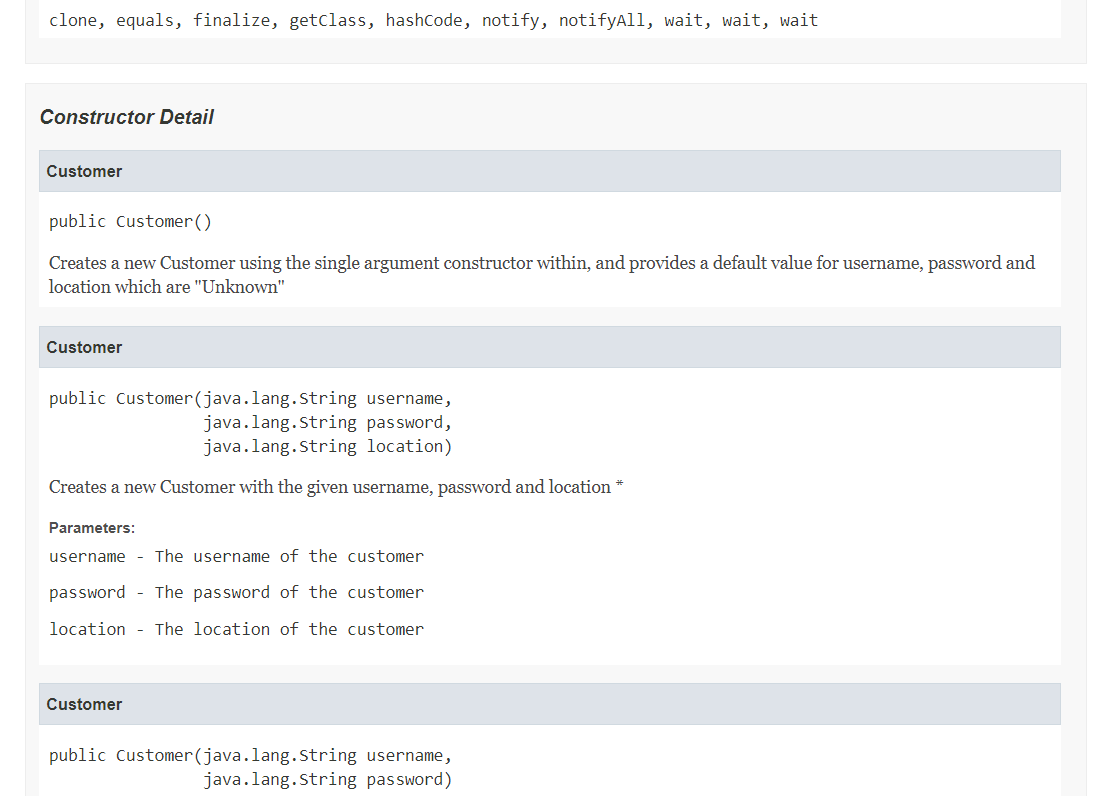 clone, equals, finalize, getClass, hashCode, notify, notifyAll, wait, wait, wait
Constructor Detail
Customer
public Customer()
Creates a new Customer using the single argument constructor within, and provides a default value for username, password and
location which are "Unknown"
Customer
public Customer(java.lang.String username,
java.lang.String password,
java.lang.String location)
Creates a new Customer with the given username, password and location *
Parameters:
username - The username of the customer
password - The password of the customer
location - The location of the customer
Customer
public Customer(java.lang.String username,
java.lang.String password)